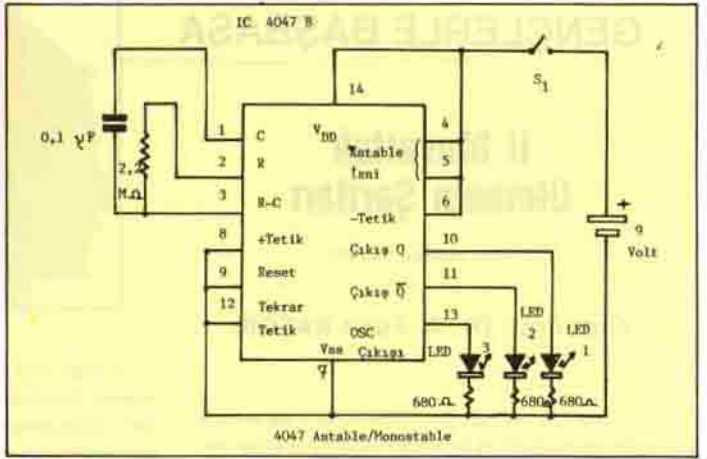 IC 4047 B
GENÇLERLE BAŞBAŞA
14
S1
0,1 µF
2,2
MΩ
1
C
VDD
4
Astable
5
İzni
2
R
3
R-C
6
-Tetik
8
+Tetik
Çıkış Q
10
9
Reset
Çıkış Q̅
11
12
Tekrar
Tetik
OSC
Çıkışı
13
Vss
7
+
9
Volt
LED
3
LED
2
LED
1
680 Ω
680Ω
680Ω
4047 Astable/Monostable